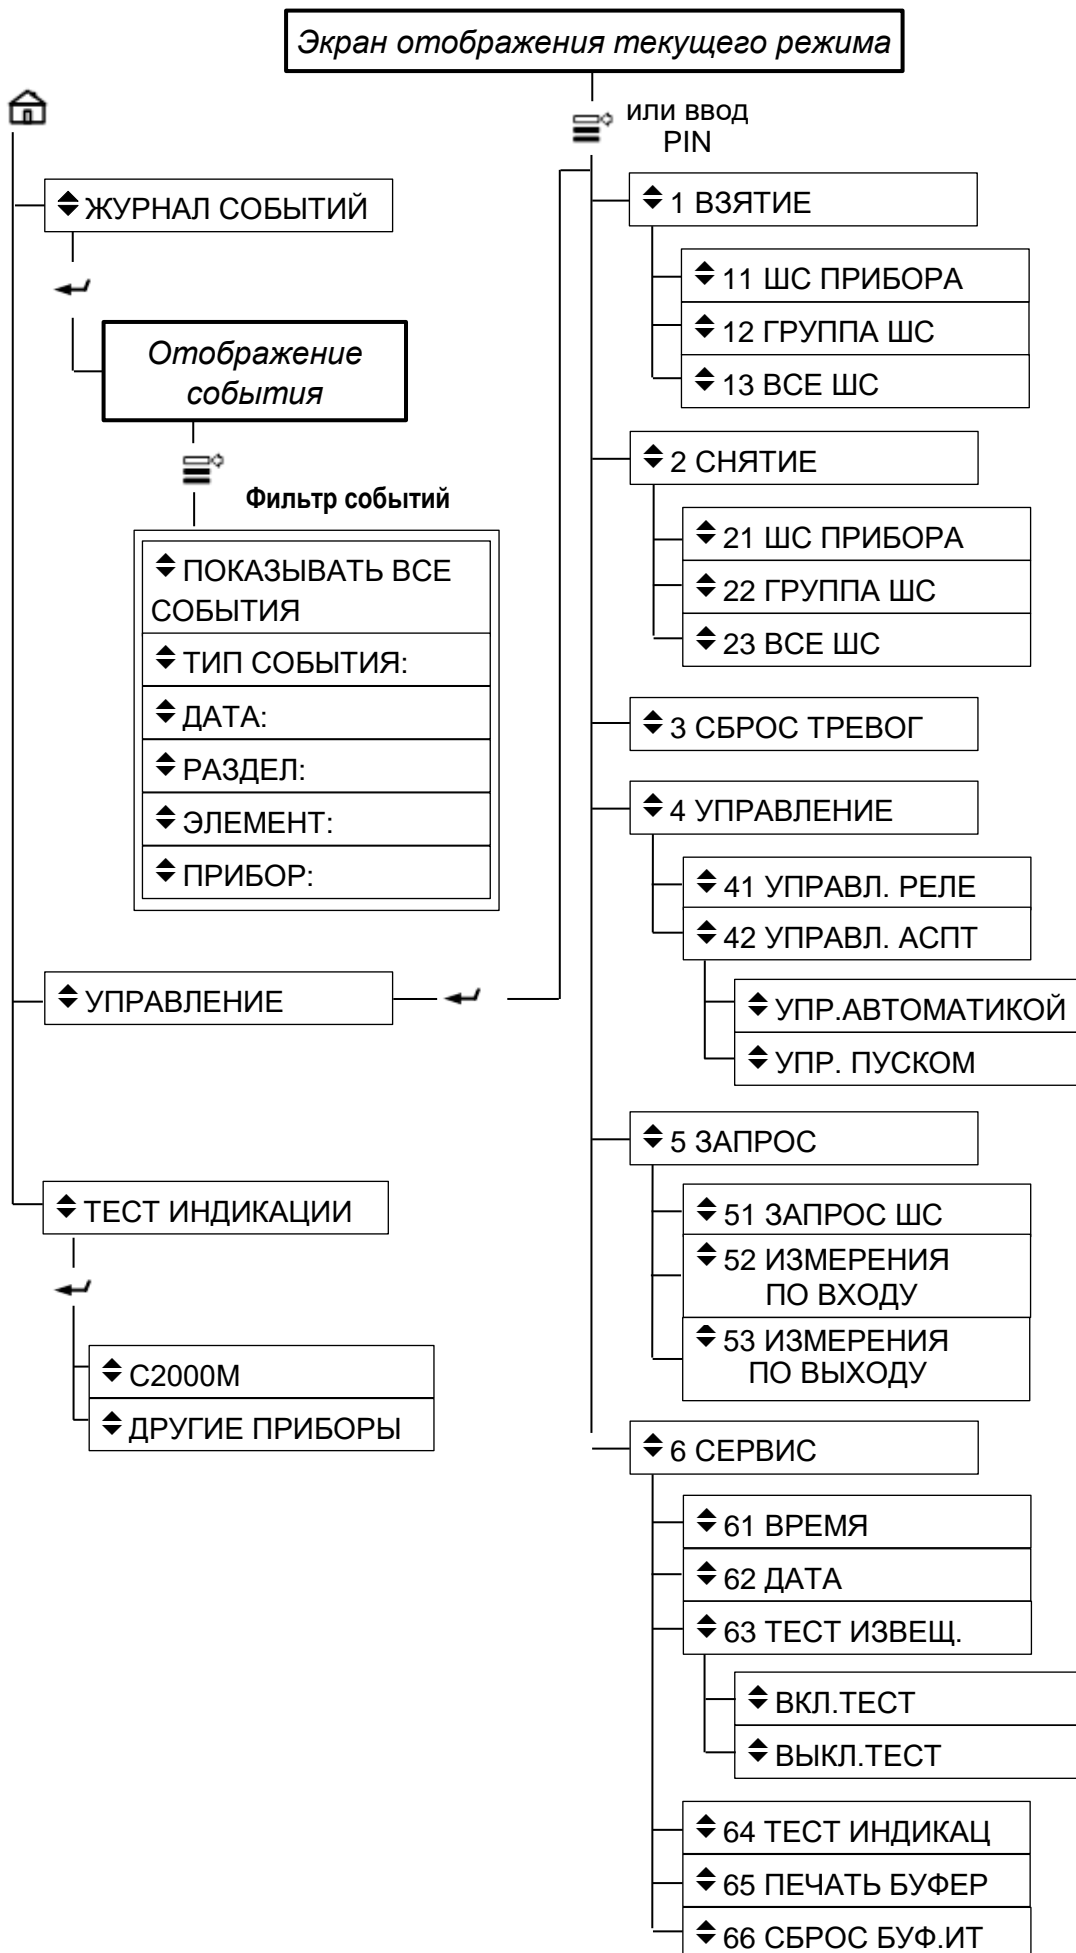 Экран отображения текущего режима
или ввод
PIN
ЖУРНАЛ СОБЫТИЙ
Отображение
события
Фильтр событий
ПОКАЗЫВАТЬ ВСЕ
СОБЫТИЯ
ТИП СОБЫТИЯ:
ДАТА:
РАЗДЕЛ:
ЭЛЕМЕНТ:
ПРИБОР:
УПРАВЛЕНИЕ
ТЕСТ ИНДИКАЦИИ
С2000М
ДРУГИЕ ПРИБОРЫ
1 ВЗЯТИЕ
11 ШС ПРИБОРА
12 ГРУППА ШС
13 ВСЕ ШС
2 СНЯТИЕ
21 ШС ПРИБОРА
22 ГРУППА ШС
23 ВСЕ ШС
3 СБРОС ТРЕВОГ
4 УПРАВЛЕНИЕ
41 УПРАВЛ. РЕЛЕ
42 УПРАВЛ. АСПТ
УПР.АВТОМАТИКОЙ
УПР. ПУСКОМ
5 ЗАПРОС
51 ЗАПРОС ШС
52 ИЗМЕРЕНИЯ
ПО ВХОДУ
53 ИЗМЕРЕНИЯ
ПО ВЫХОДУ
6 СЕРВИС
61 ВРЕМЯ
62 ДАТА
63 ТЕСТ ИЗВЕЩ.
ВКЛ.ТЕСТ
ВЫКЛ.ТЕСТ
64 ТЕСТ ИНДИКАЦ
65 ПЕЧАТЬ БУФЕР
66 СБРОС БУФ.ИТ